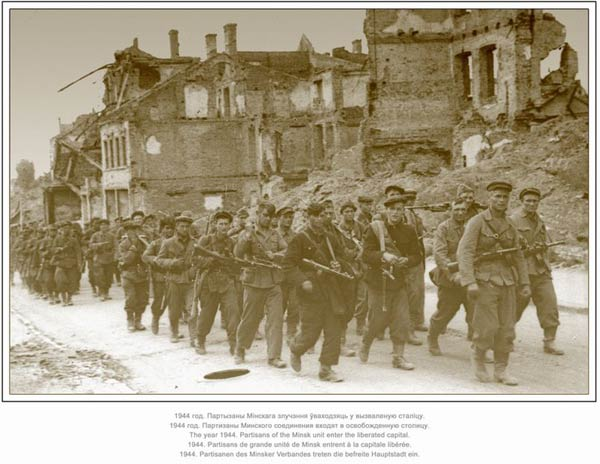 1944 год. Партызаны Мінскага злучэння ўваходзяць у вызваленую сталіцу.
1944 год. Партизаны Минского соединения входят в освобожденную столицу.
The year 1944. Partisans of the Minsk unit enter the liberated capital.
1944. Partisans de grande unité de Minsk entrent à la capitale libérée.
1944. Partisanen des Minsker Verbandes treten die befreite Hauptstadt ein.